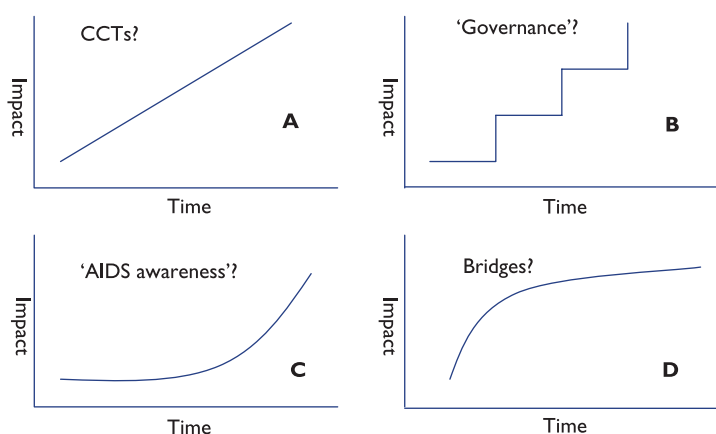 CCTs?
Impact
A
Time
‘Governance’?
Impact
B
Time
‘AIDS awareness’?
Impact
C
Time
Bridges?
Impact
D
Time